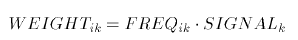 WEIGHT_{ik} = FREQ_{ik} · SIGNAL_k